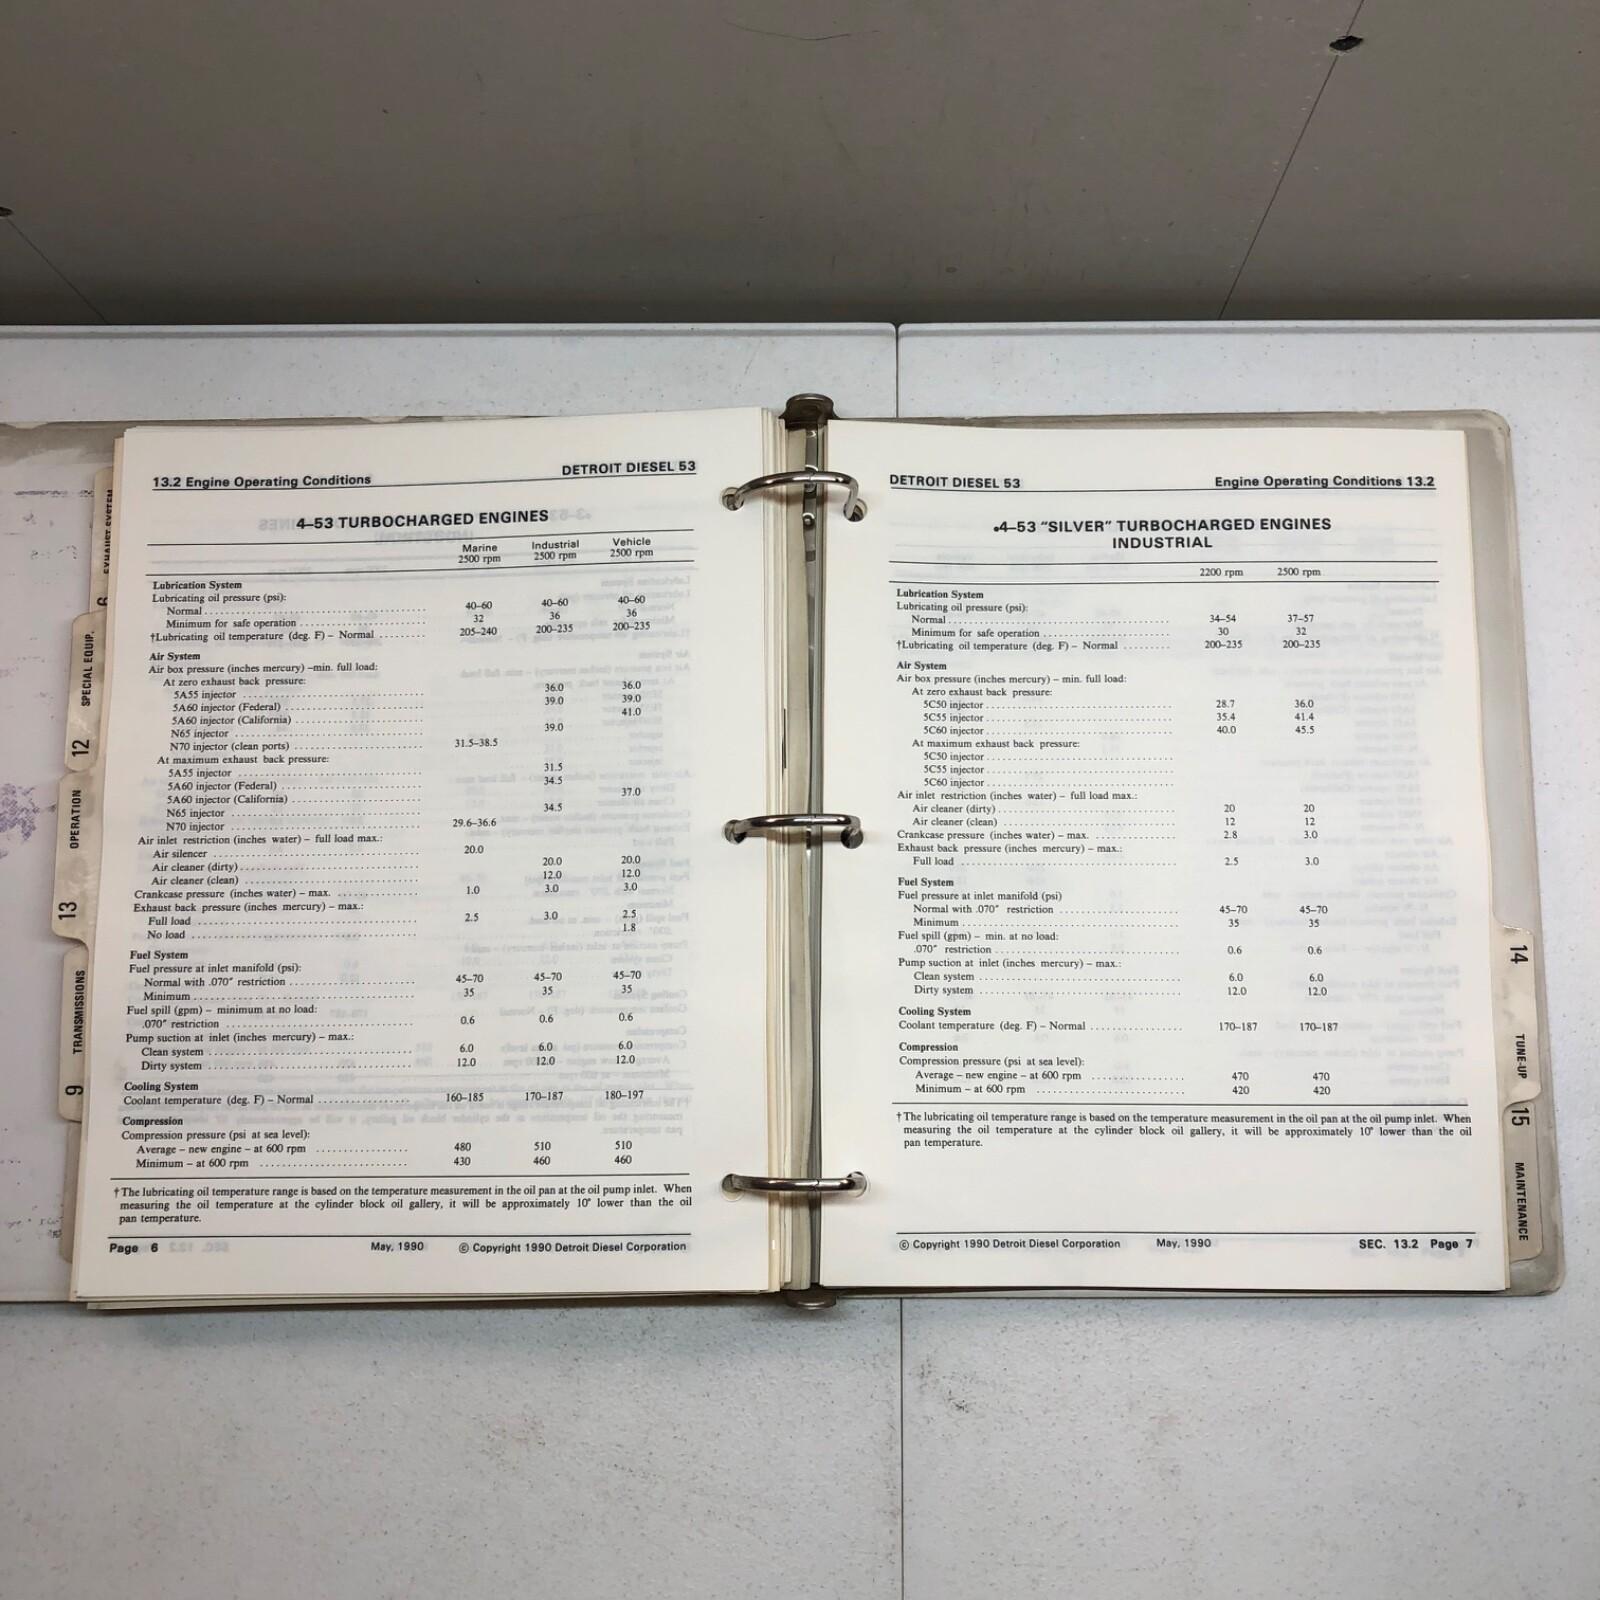 EXHAUST SYSTEM
6
SPECIAL EQUIP.
12
OPERATION
13
TRANSMISSIONS
9
13.2 Engine Operating Conditions DETROIT DIESEL 53
4–53 TURBOCHARGED ENGINES
Marine Industrial Vehicle
2500 rpm 2500 rpm 2500 rpm
Lubrication System
Lubricating oil pressure (psi):
Normal 40–60 40–60 40–60
Minimum for safe operation 32 36 36
†Lubricating oil temperature (deg. F) – Normal 205–240 200–235 200–235
Air System
Air box pressure (inches mercury) –min. full load:
At zero exhaust back pressure:
5A55 injector 36.0 36.0
5A60 injector (Federal) 39.0 39.0
5A60 injector (California) 41.0
N65 injector 39.0
N70 injector (clean ports) 31.5–38.5
At maximum exhaust back pressure:
5A55 injector 31.5
5A60 injector (Federal) 34.5
5A60 injector (California) 37.0
N65 injector 34.5
N70 injector 29.6–36.6
Air inlet restriction (inches water) – full load max.:
Air silencer 20.0
Air cleaner (dirty) 20.0 20.0
Air cleaner (clean) 12.0 12.0
Crankcase pressure (inches water) – max. 1.0 3.0 3.0
Exhaust back pressure (inches mercury) – max.:
Full load 2.5 3.0 2.5
No load 1.8
Fuel System
Fuel pressure at inlet manifold (psi):
Normal with .070" restriction 45–70 45–70 45–70
Minimum 35 35 35
Fuel spill (gpm) – minimum at no load:
.070" restriction 0.6 0.6 0.6
Pump suction at inlet (inches mercury) – max.:
Clean system 6.0 6.0 6.0
Dirty system 12.0 12.0 12.0
Cooling System
Coolant temperature (deg. F) – Normal 160–185 170–187 180–197
Compression
Compression pressure (psi at sea level):
Average – new engine – at 600 rpm 480 510 510
Minimum – at 600 rpm 430 460 460
† The lubricating oil temperature range is based on the temperature measurement in the oil pan at the oil pump inlet. When
measuring the oil temperature at the cylinder block oil gallery, it will be approximately 10° lower than the oil
pan temperature.
Page 6 May, 1990 © Copyright 1990 Detroit Diesel Corporation
DETROIT DIESEL 53 Engine Operating Conditions 13.2
•4–53 "SILVER" TURBOCHARGED ENGINES
INDUSTRIAL
2200 rpm 2500 rpm
Lubrication System
Lubricating oil pressure (psi):
Normal 34–54 37–57
Minimum for safe operation 30 32
†Lubricating oil temperature (deg. F) – Normal 200–235 200–235
Air System
Air box pressure (inches mercury) – min. full load:
At zero exhaust back pressure:
5C50 injector 28.7 36.0
5C55 injector 35.4 41.4
5C60 injector 40.0 45.5
At maximum exhaust back pressure:
5C50 injector
5C55 injector
5C60 injector
Air inlet restriction (inches water) – full load max.:
Air cleaner (dirty) 20 20
Air cleaner (clean) 12 12
Crankcase pressure (inches water) – max. 2.8 3.0
Exhaust back pressure (inches mercury) – max.:
Full load 2.5 3.0
Fuel System
Fuel pressure at inlet manifold (psi)
Normal with .070" restriction 45–70 45–70
Minimum 35 35
Fuel spill (gpm) – min. at no load:
.070" restriction 0.6 0.6
Pump suction at inlet (inches mercury) – max.:
Clean system 6.0 6.0
Dirty system 12.0 12.0
Cooling System
Coolant temperature (deg. F) – Normal 170–187 170–187
Compression
Compression pressure (psi at sea level):
Average – new engine – at 600 rpm 470 470
Minimum – at 600 rpm 420 420
† The lubricating oil temperature range is based on the temperature measurement in the oil pan at the oil pump inlet. When
measuring the oil temperature at the cylinder block oil gallery, it will be approximately 10° lower than the oil
pan temperature.
© Copyright 1990 Detroit Diesel Corporation May, 1990 SEC. 13.2 Page 7
14
TUNE-UP
15
MAINTENANCE